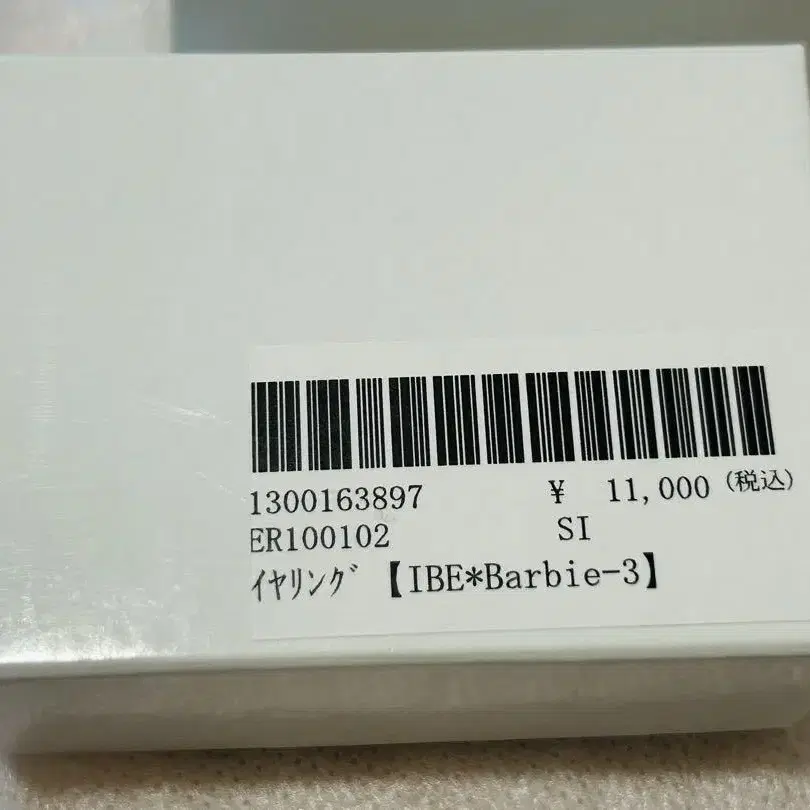 1300163897 ¥ 11,000 (税込)
ER100102 SI
ｲﾔﾘﾝｸﾞ【IBE*Barbie-3】